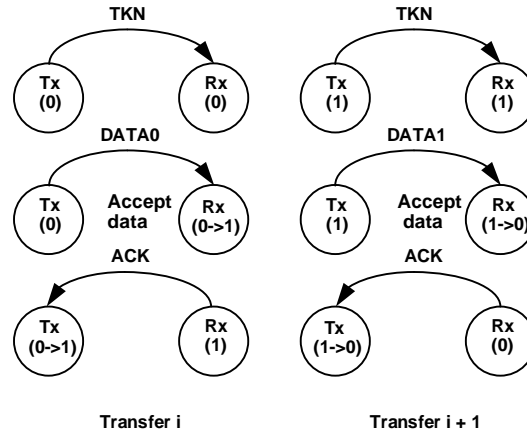 TKN
TKN
Tx
(0)
Rx
(0)
Tx
(1)
Rx
(1)
DATA0
DATA1
Tx
(0)
Accept
data
Rx
(0->1)
Tx
(1)
Accept
data
Rx
(1->0)
ACK
ACK
Tx
(0->1)
Rx
(1)
Tx
(1->0)
Rx
(0)
Transfer i
Transfer i + 1